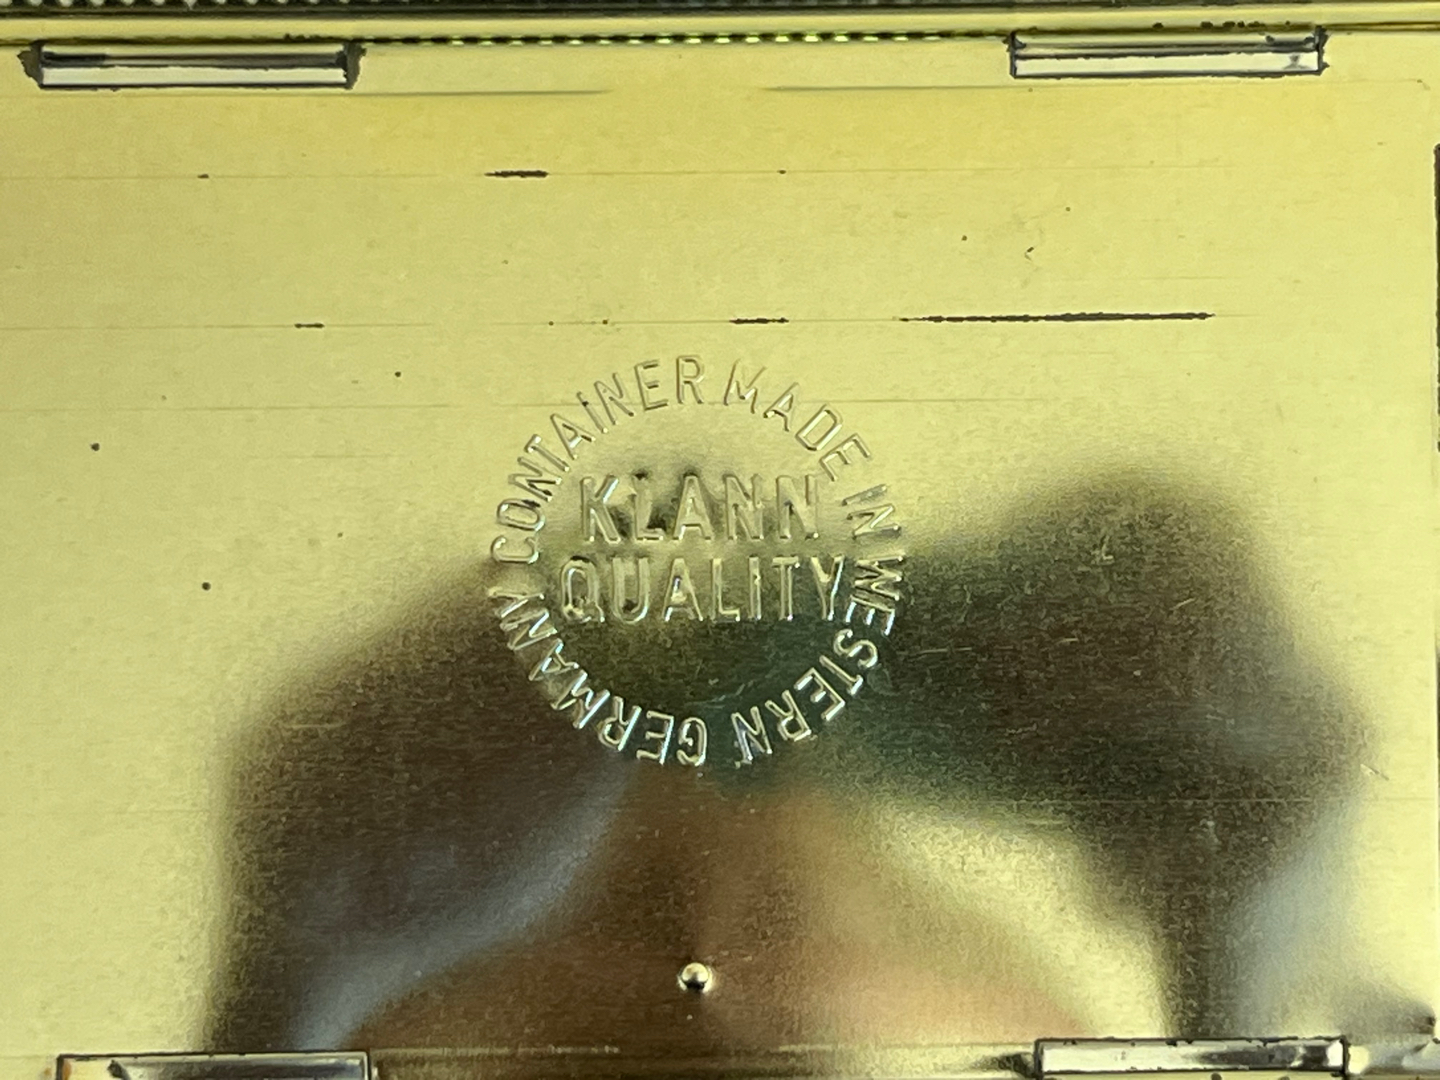 CONTAINER MADE IN WESTERN GERMANY
KLANN
QUALITY